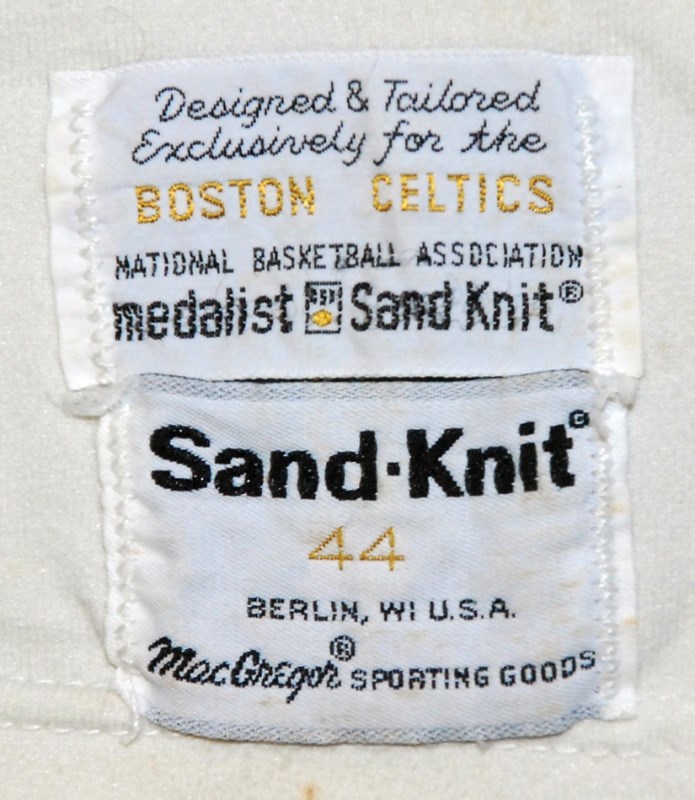 Designed & Tailored
Exclusively for the
BOSTON CELTICS
NATIONAL BASKETBALL ASSOCIATION
medalist Sand Knit®
Sand·Knit®
44
BERLIN, WI U.S.A.
MacGregor® SPORTING GOODS